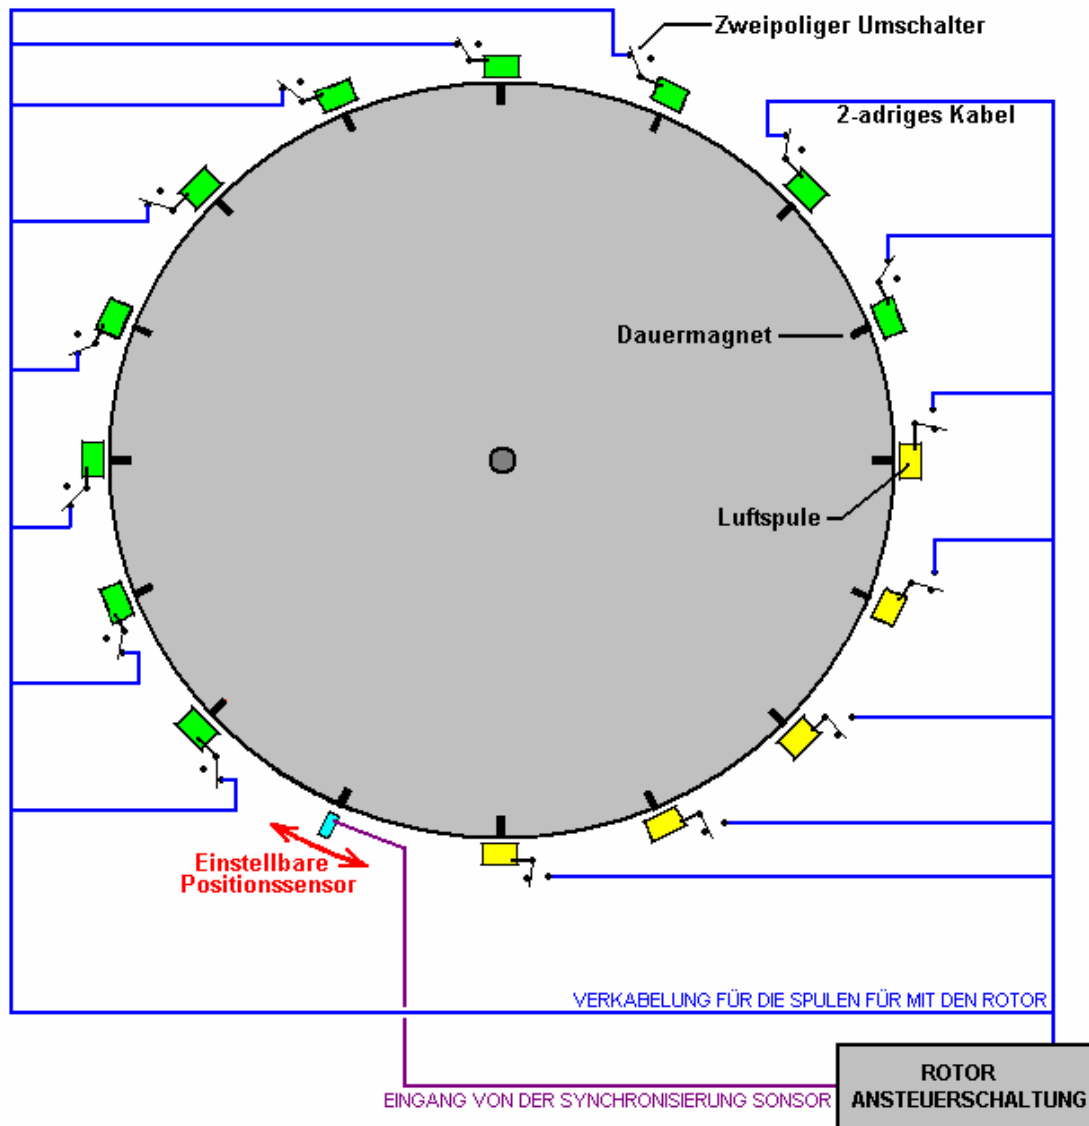 Zweipoliger Umschalter
2-adriges Kabel
Dauermagnet
Luftspule
Einstellbare
Positionssensor
VERKABELUNG FÜR DIE SPULEN FÜR MIT DEN ROTOR
ROTOR
ANSTEUERSCHALTUNG
EINGANG VON DER SYNCHRONISIERUNG SONSOR